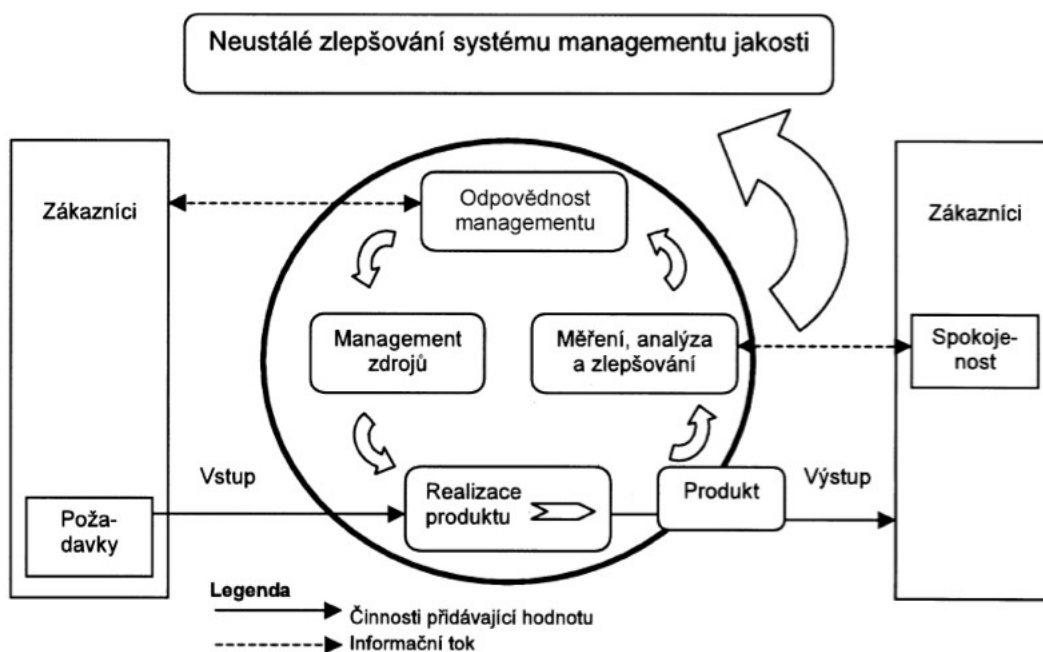 Neustálé zlepšování systému managementu jakosti
Zákazníci
Odpovědnost
managementu
Zákazníci
Management
zdrojů
Měření, analýza
a zlepšování
Spokoje-
nost
Vstup
Realizace
produktu
Produkt
Výstup
Poža-
davky
Legenda
Činnosti přidávající hodnotu
Informační tok